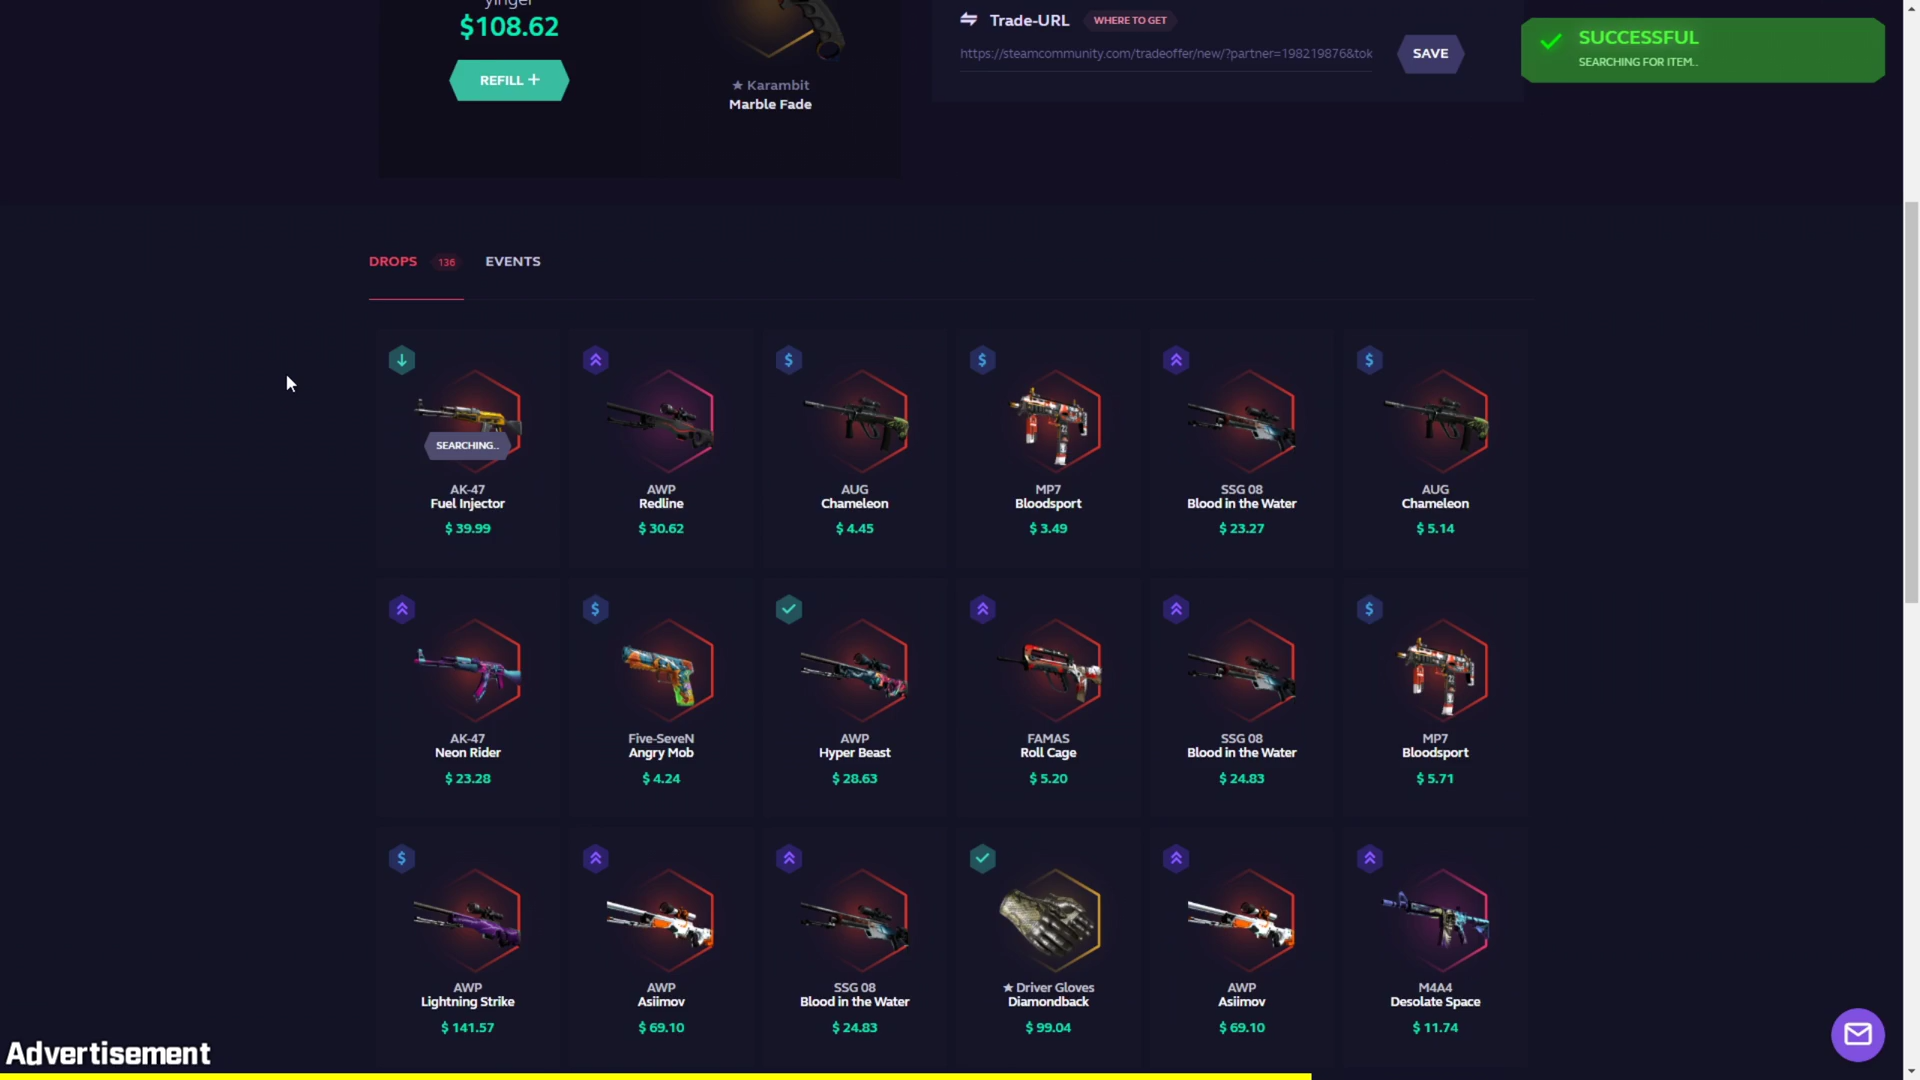 yinger
$108.62
REFILL +
★ Karambit
Marble Fade
Trade-URL WHERE TO GET
https://steamcommunity.com/tradeoffer/new/?partner=198219876&tok
SAVE
SUCCESSFUL
SEARCHING FOR ITEM..
DROPS 136 EVENTS
$ $ $
SEARCHING..
AK-47 AWP AUG MP7 SSG 08 AUG
Fuel Injector Redline Chameleon Bloodsport Blood in the Water Chameleon
$ 39.99 $ 30.62 $ 4.45 $ 3.49 $ 23.27 $ 5.14
$ $
AK-47 Five-SeveN AWP FAMAS SSG 08 MP7
Neon Rider Angry Mob Hyper Beast Roll Cage Blood in the Water Bloodsport
$ 23.28 $ 4.24 $ 28.63 $ 5.20 $ 24.83 $ 5.71
$
AWP AWP SSG 08 ★ Driver Gloves AWP M4A4
Lightning Strike Asiimov Blood in the Water Diamondback Asiimov Desolate Space
$ 141.57 $ 69.10 $ 24.83 $ 99.04 $ 69.10 $ 11.74
Advertisement